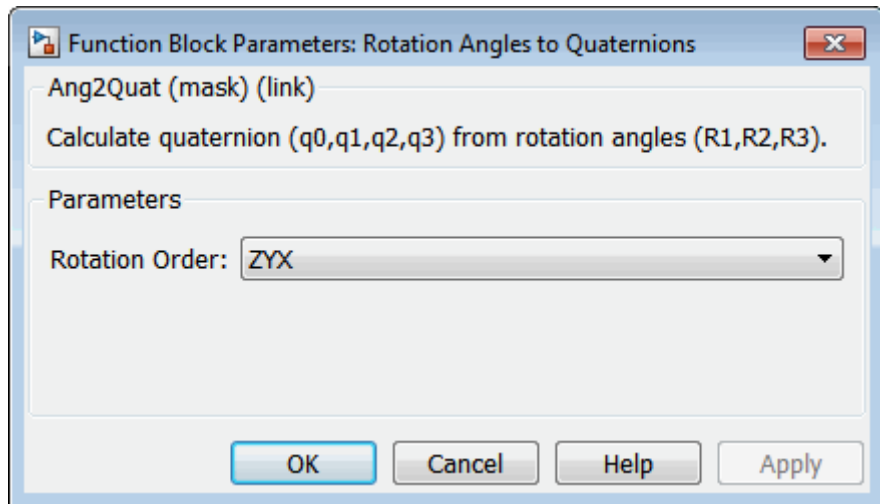 Function Block Parameters: Rotation Angles to Quaternions
Ang2Quat (mask) (link)
Calculate quaternion (q0,q1,q2,q3) from rotation angles (R1,R2,R3).
Parameters
Rotation Order: ZYX
OK Cancel Help Apply